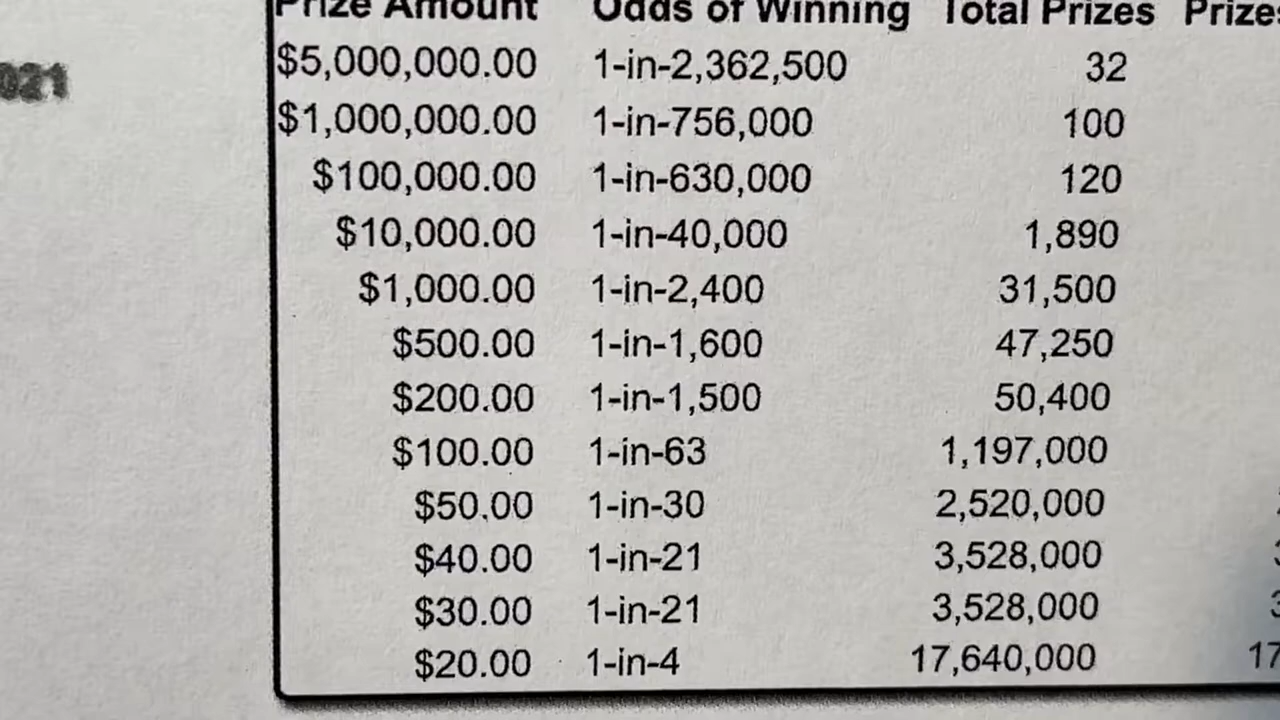 Prize Amount Odds of Winning Total Prizes Prizes
021
$5,000,000.00 1-in-2,362,500 32
$1,000,000.00 1-in-756,000 100
$100,000.00 1-in-630,000 120
$10,000.00 1-in-40,000 1,890
$1,000.00 1-in-2,400 31,500
$500.00 1-in-1,600 47,250
$200.00 1-in-1,500 50,400
$100.00 1-in-63 1,197,000
$50.00 1-in-30 2,520,000
$40.00 1-in-21 3,528,000
$30.00 1-in-21 3,528,000
$20.00 1-in-4 17,640,000 17